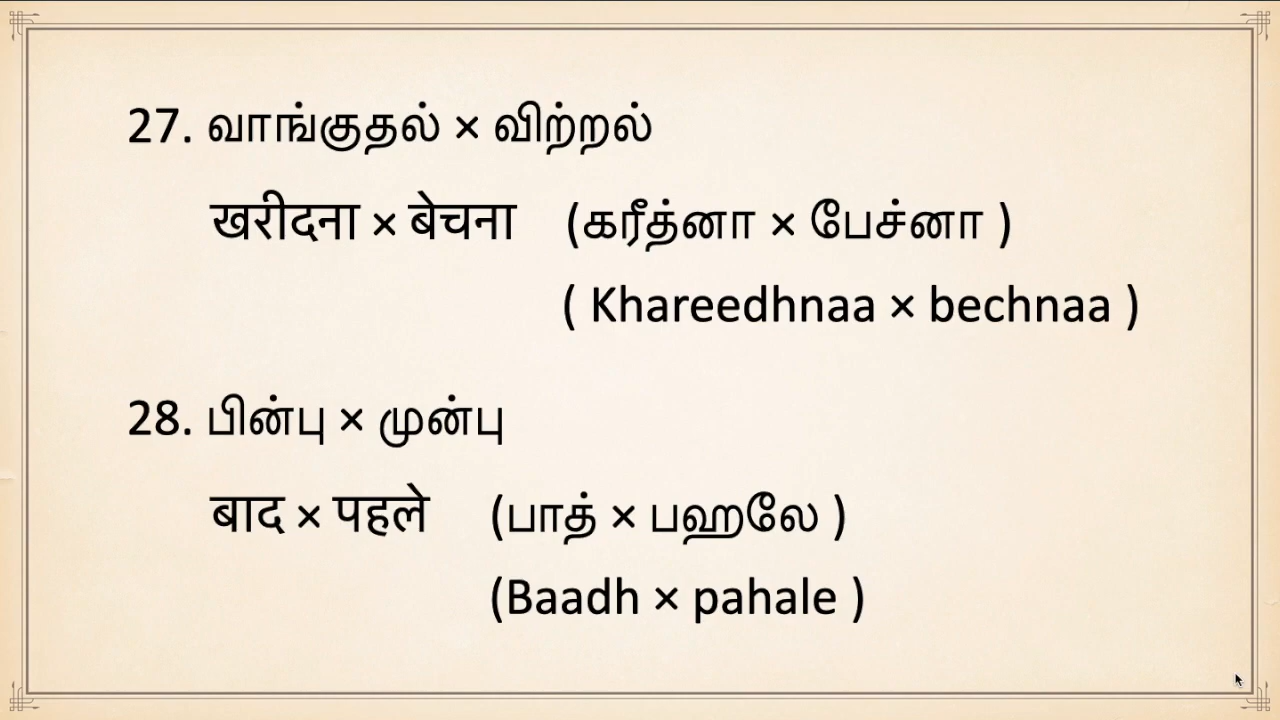 27. வாங்குதல் × விற்றல்
खरीदना × बेचना (கரீத்னா × பேச்னா )
( Khareedhnaa × bechnaa )
28. பின்பு × முன்பு
बाद × पहले (பாத் × பஹலே )
(Baadh × pahale )